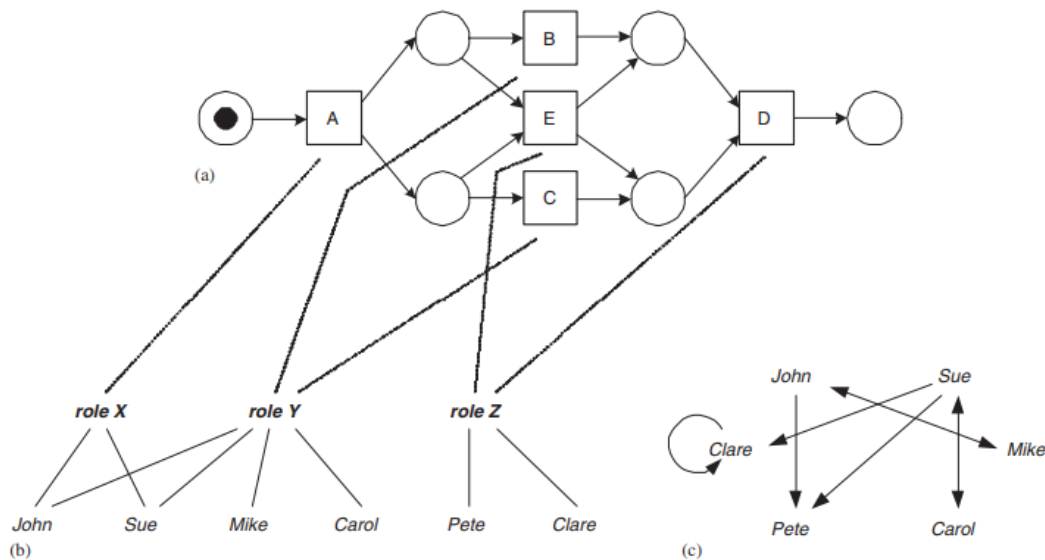 B
A
E
D
(a)
C
role X
role Y
role Z
John
Sue
Mike
Carol
Pete
Clare
(b)
John
Sue
Clare
Mike
Pete
Carol
(c)